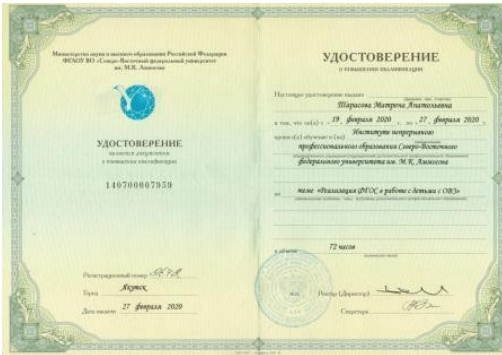 Министерство науки и высшего образования Российской Федерации
ФГАОУ ВО «Северо-Восточный федеральный университет
им. М.К. Аммосова
УДОСТОВЕРЕНИЕ
является документом
о повышении квалификации
140700007959
Регистрационный номер
Город Якутск
Дата выдачи 27 февраля 2020
УДОСТОВЕРЕНИЕ
о повышении квалификации
Настоящее удостоверение выдано
Тарасова Матрена Анатольевна
в том, что он(а) с « 19 февраля 2020 г. по « 27 февраля 2020 г.
прошел(а) обучение в (на) Институте непрерывного
профессионального образования Северо-Восточного
федерального университета им. М.К. Аммосова
по теме «Реализация ФГОС в работе с детьми с ОВЗ»
в объеме 72 часов
Ректор (Директор)
Секретарь